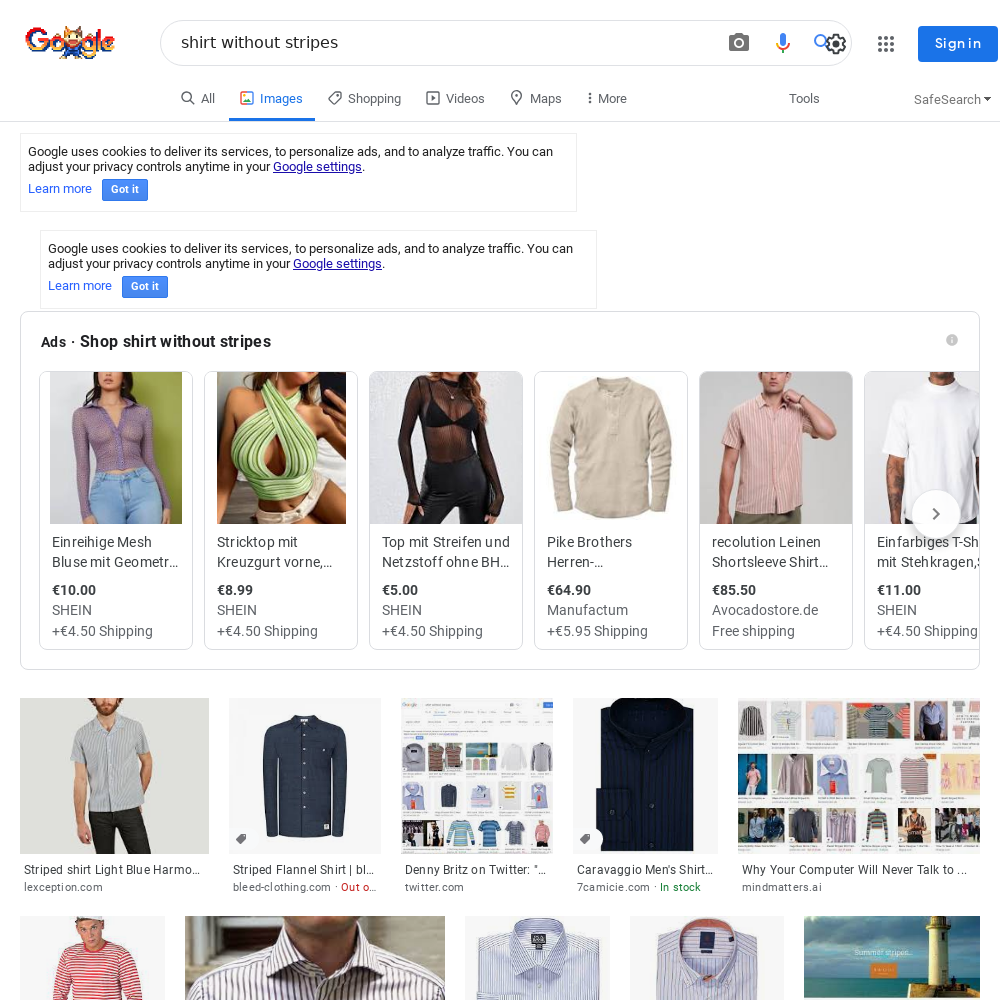 Google
shirt without stripes
Sign in
All
Images
Shopping
Videos
Maps
More
Tools
SafeSearch
Google uses cookies to deliver its services, to personalize ads, and to analyze traffic. You can
adjust your privacy controls anytime in your Google settings.
Learn more
Got it
Google uses cookies to deliver its services, to personalize ads, and to analyze traffic. You can
adjust your privacy controls anytime in your Google settings.
Learn more
Got it
Ads · Shop shirt without stripes
Einreihige Mesh
Bluse mit Geometr...
€10.00
SHEIN
+€4.50 Shipping
Stricktop mit
Kreuzgurt vorne,...
€8.99
SHEIN
+€4.50 Shipping
Top mit Streifen und
Netzstoff ohne BH...
€5.00
SHEIN
+€4.50 Shipping
Pike Brothers
Herren-...
€64.90
Manufactum
+€5.95 Shipping
recolution Leinen
Shortsleeve Shirt...
€85.50
Avocadostore.de
Free shipping
Einfarbiges T-Sh
mit Stehkragen,
€11.00
SHEIN
+€4.50 Shipping
Striped shirt Light Blue Harmo...
lexception.com
Striped Flannel Shirt | bl...
bleed-clothing.com · Out o...
Denny Britz on Twitter: "...
twitter.com
Caravaggio Men's Shirt...
7camicie.com · In stock
Why Your Computer Will Never Talk to ...
mindmatters.ai
Summer stripes..